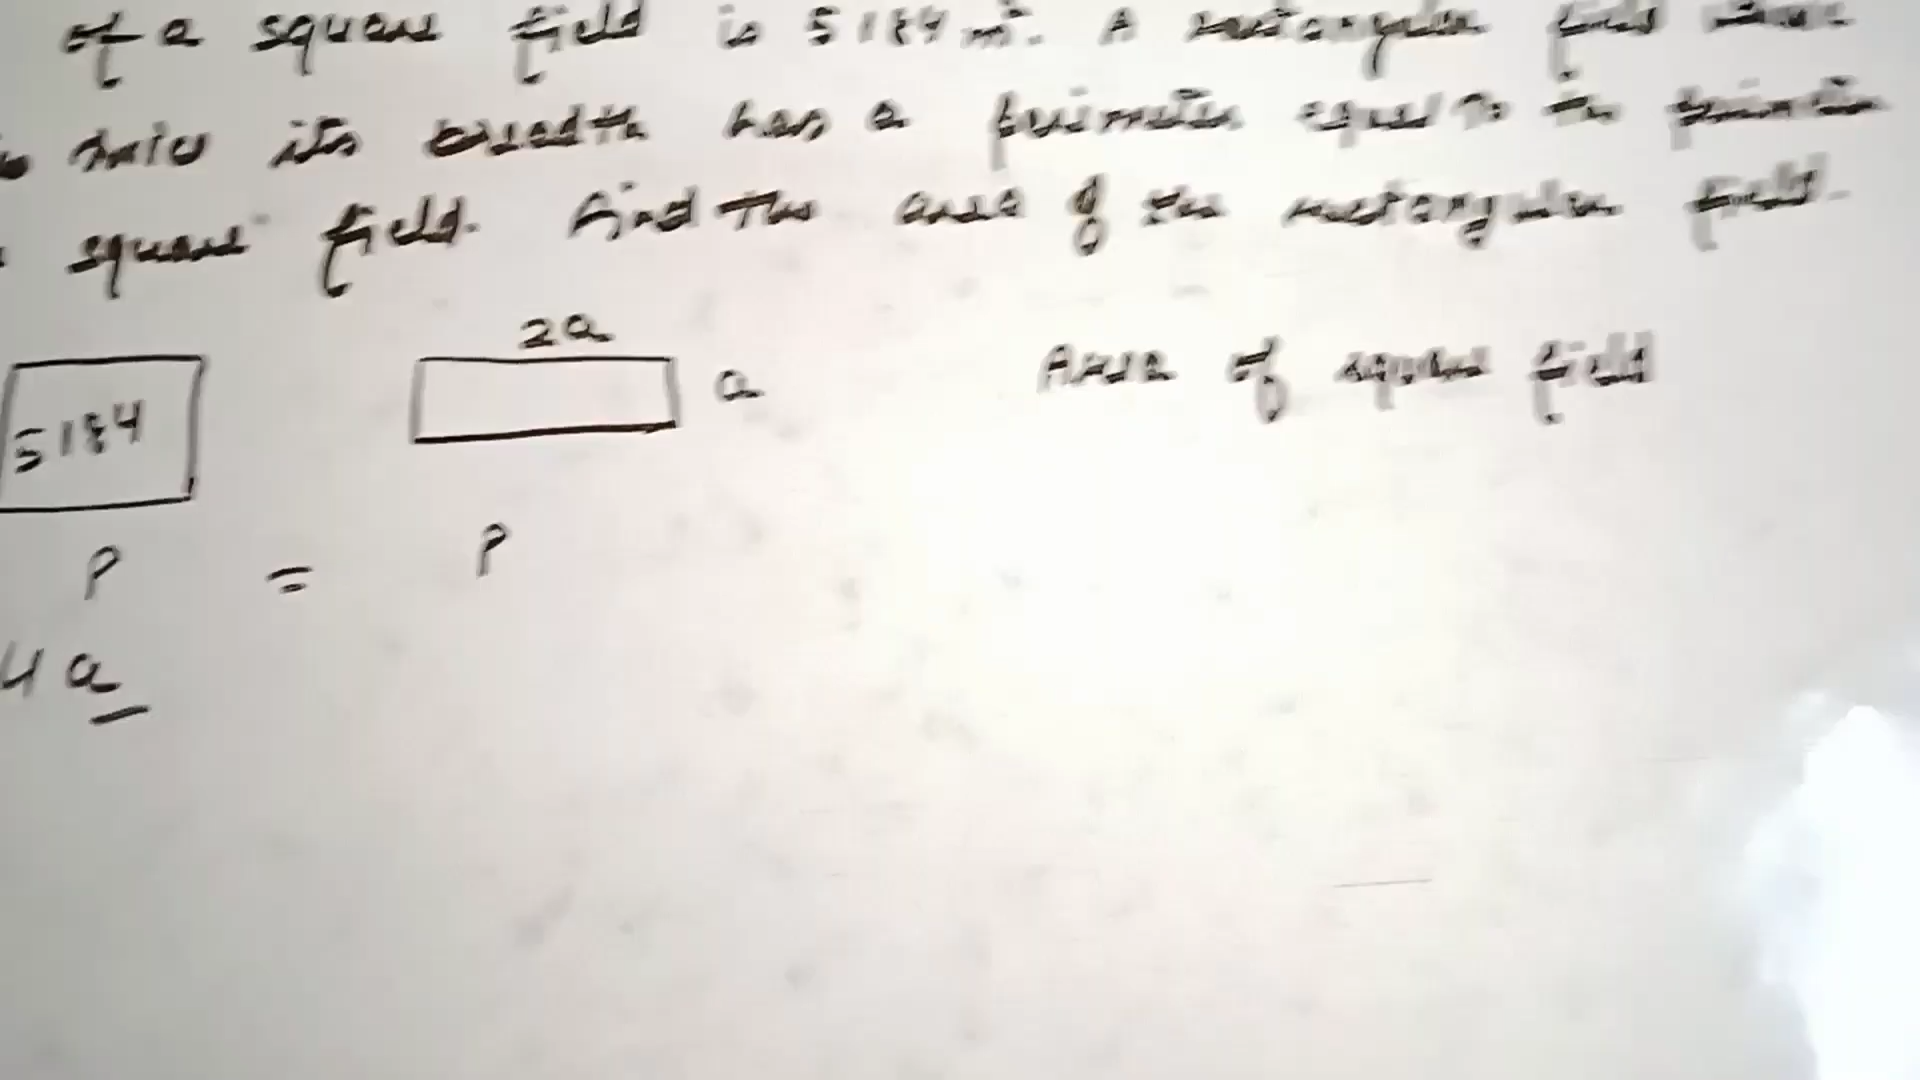 of a square field is 5184 m². A rectangular field
twice its breadth has a perimeter equal to the perimeter
square field. Find the area of the rectangular field.
2a
5184
a
Area of square field
P = P
4a